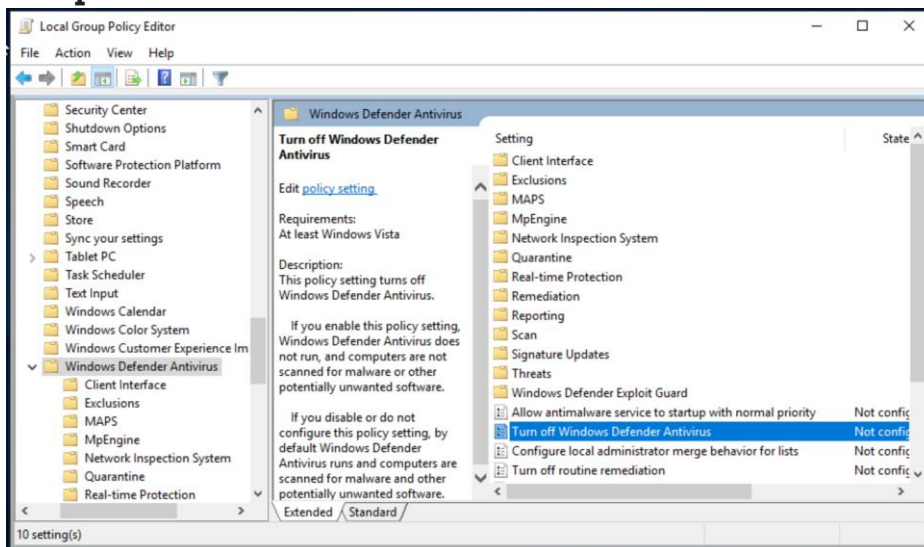 Local Group Policy Editor
File Action View Help
Security Center
Shutdown Options
Smart Card
Software Protection Platform
Sound Recorder
Speech
Store
Sync your settings
Tablet PC
Task Scheduler
Text Input
Windows Calendar
Windows Color System
Windows Customer Experience Im
Windows Defender Antivirus
Client Interface
Exclusions
MAPS
MpEngine
Network Inspection System
Quarantine
Real-time Protection
Windows Defender Antivirus
Turn off Windows Defender
Antivirus
Edit policy setting
Requirements:
At least Windows Vista
Description:
This policy setting turns off
Windows Defender Antivirus.
If you enable this policy setting,
Windows Defender Antivirus does
not run, and computers are not
scanned for malware or other
potentially unwanted software.
If you disable or do not
configure this policy setting, by
default Windows Defender
Antivirus runs and computers are
scanned for malware and other
potentially unwanted software.
Setting State
Client Interface
Exclusions
MAPS
MpEngine
Network Inspection System
Quarantine
Real-time Protection
Remediation
Reporting
Scan
Signature Updates
Threats
Windows Defender Exploit Guard
Allow antimalware service to startup with normal priority Not config
Turn off Windows Defender Antivirus Not config
Configure local administrator merge behavior for lists Not config
Turn off routine remediation Not config
Extended Standard
10 setting(s)